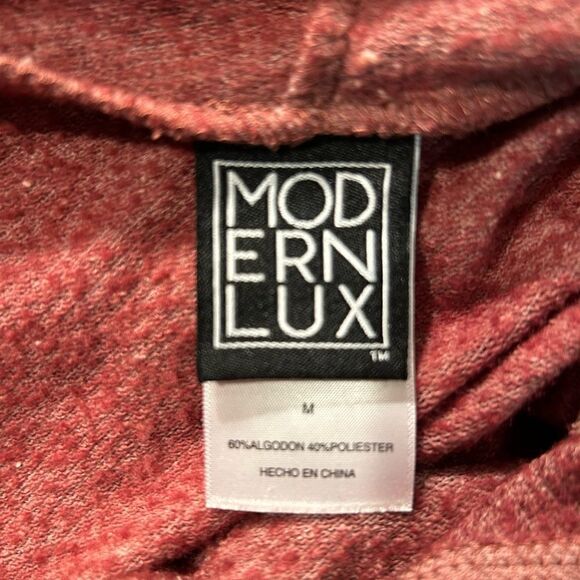 MOD
ERN
LUX
TM
M
60%ALGODON 40%POLIESTER
HECHO EN CHINA